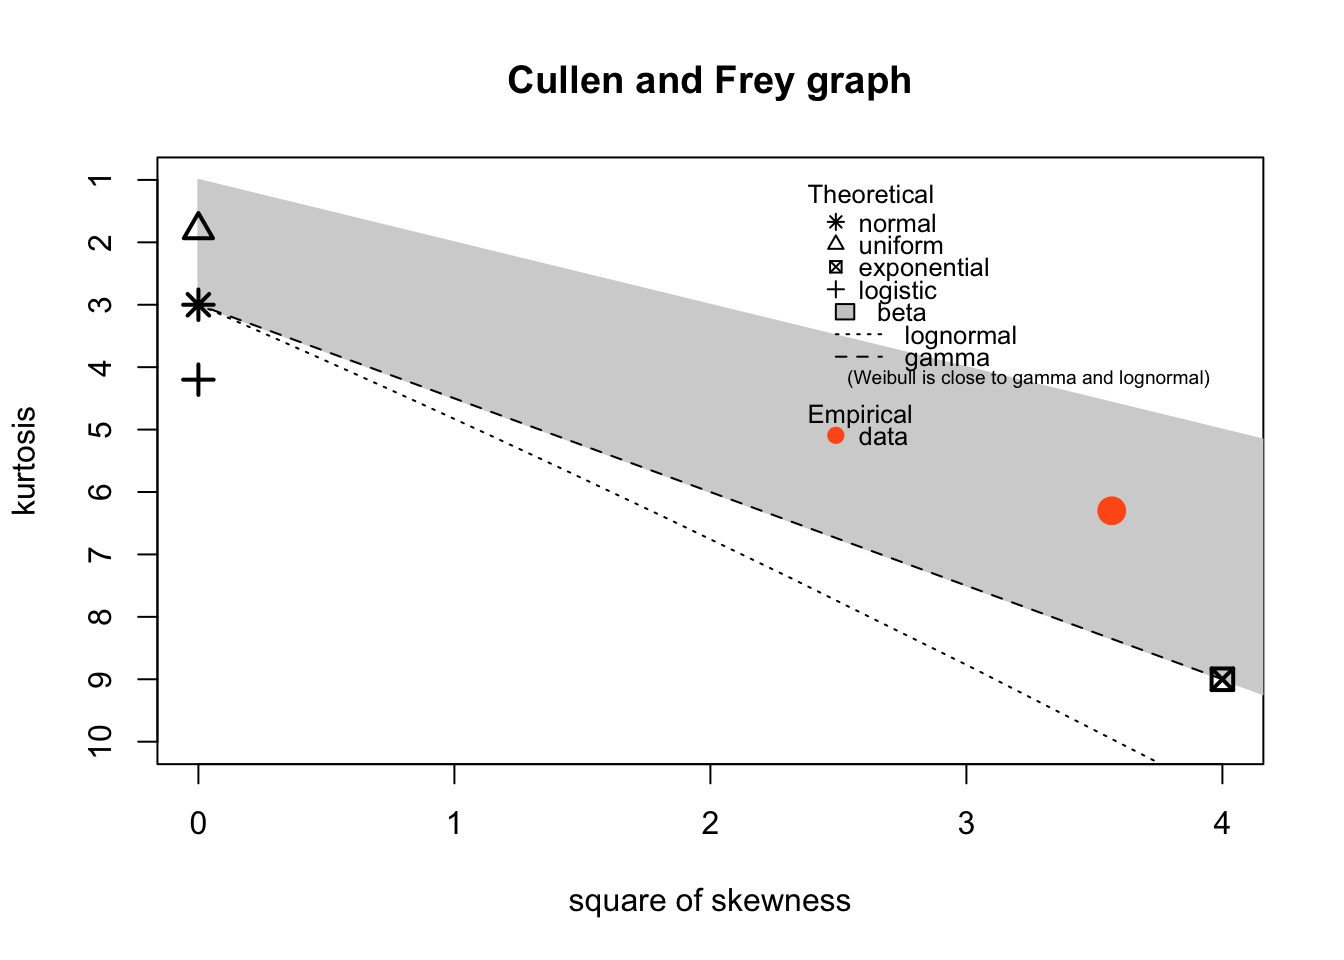 Cullen and Frey graph
Theoretical
normal
uniform
exponential
logistic
beta
lognormal
gamma
(Weibull is close to gamma and lognormal)
Empirical
data
kurtosis
1
2
3
4
5
6
7
8
9
10
0 1 2 3 4
square of skewness